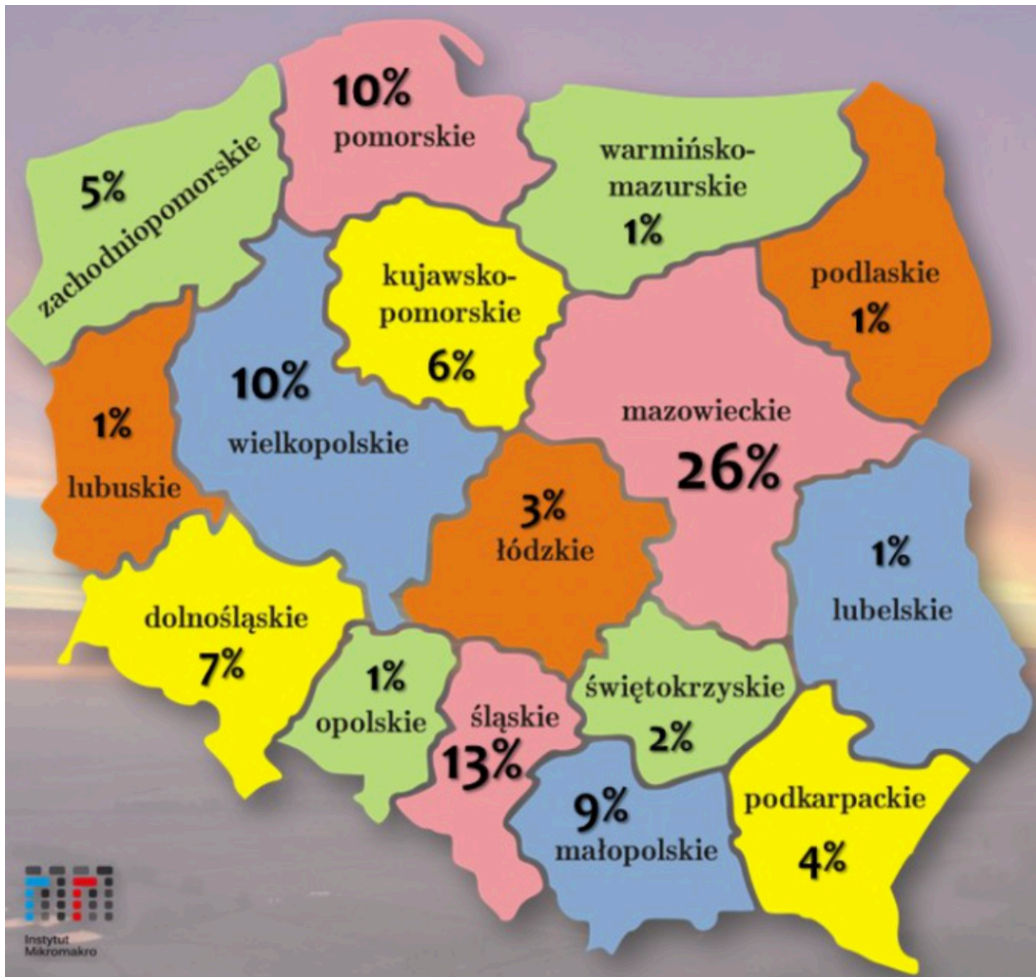 10%
pomorskie
5%
zachodniopomorskie
warmińsko-
mazurskie
1%
podlaskie
1%
kujawsko-
pomorskie
6%
1%
lubuskie
10%
wielkopolskie
mazowieckie
26%
3%
łódzkie
1%
lubelskie
dolnośląskie
7%
1%
opolskie
śląskie
13%
świętokrzyskie
2%
9%
małopolskie
podkarpackie
4%
Instytut
Mikromakro